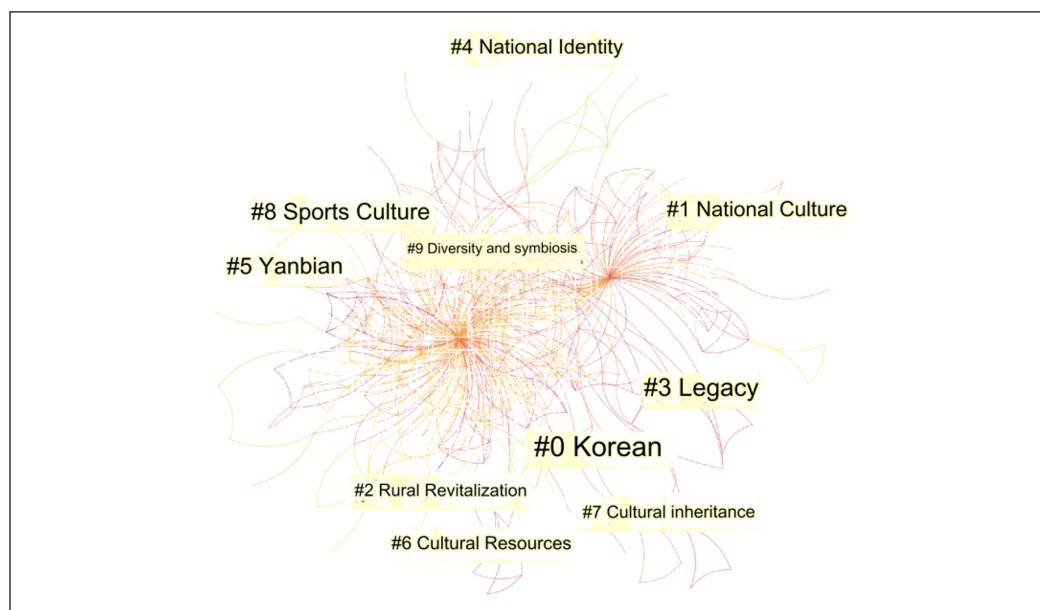 #4 National Identity
#8 Sports Culture
#1 National Culture
#9 Diversity and symbiosis
#5 Yanbian
#3 Legacy
#0 Korean
#2 Rural Revitalization
#7 Cultural inheritance
#6 Cultural Resources